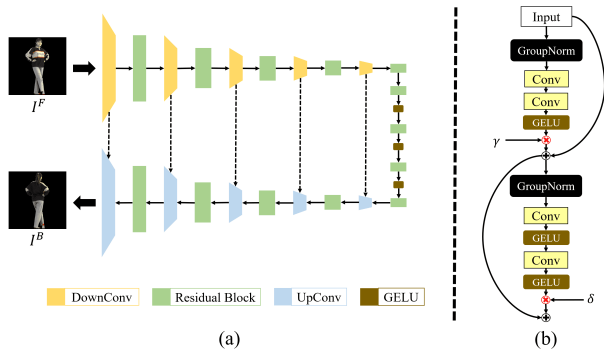 I^F
I^B
DownConv
Residual Block
UpConv
GELU
(a)
Input
GroupNorm
Conv
Conv
GELU
γ
GroupNorm
Conv
GELU
Conv
GELU
δ
(b)